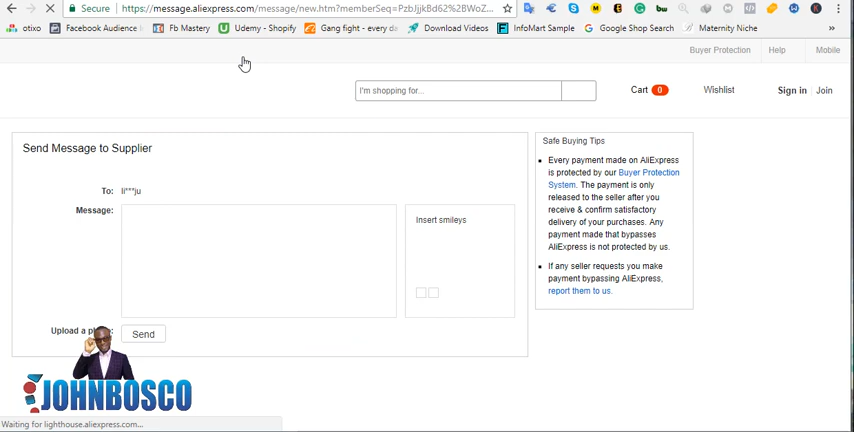 Secure https://message.aliexpress.com/message/new.htm?memberSeq=PzbJjjkBd62%2BWoZ...
otixo Facebook Audience Fb Mastery Udemy - Shopify Gang fight - every da Download Videos InfoMart Sample Google Shop Search Maternity Niche »
Buyer Protection Help Mobile
I'm shopping for...
Cart 0 Wishlist Sign in Join
Send Message to Supplier
To: li***ju
Message:
Insert smileys
Upload a p
Send
Safe Buying Tips
Every payment made on AliExpress
is protected by our Buyer Protection
System. The payment is only
released to the seller after you
receive & confirm satisfactory
delivery of your purchases. Any
payment made that bypasses
AliExpress is not protected by us.
If any seller requests you make
payment bypassing AliExpress,
report them to us.
JOHNBOSCO
Waiting for lighthouse.aliexpress.com...